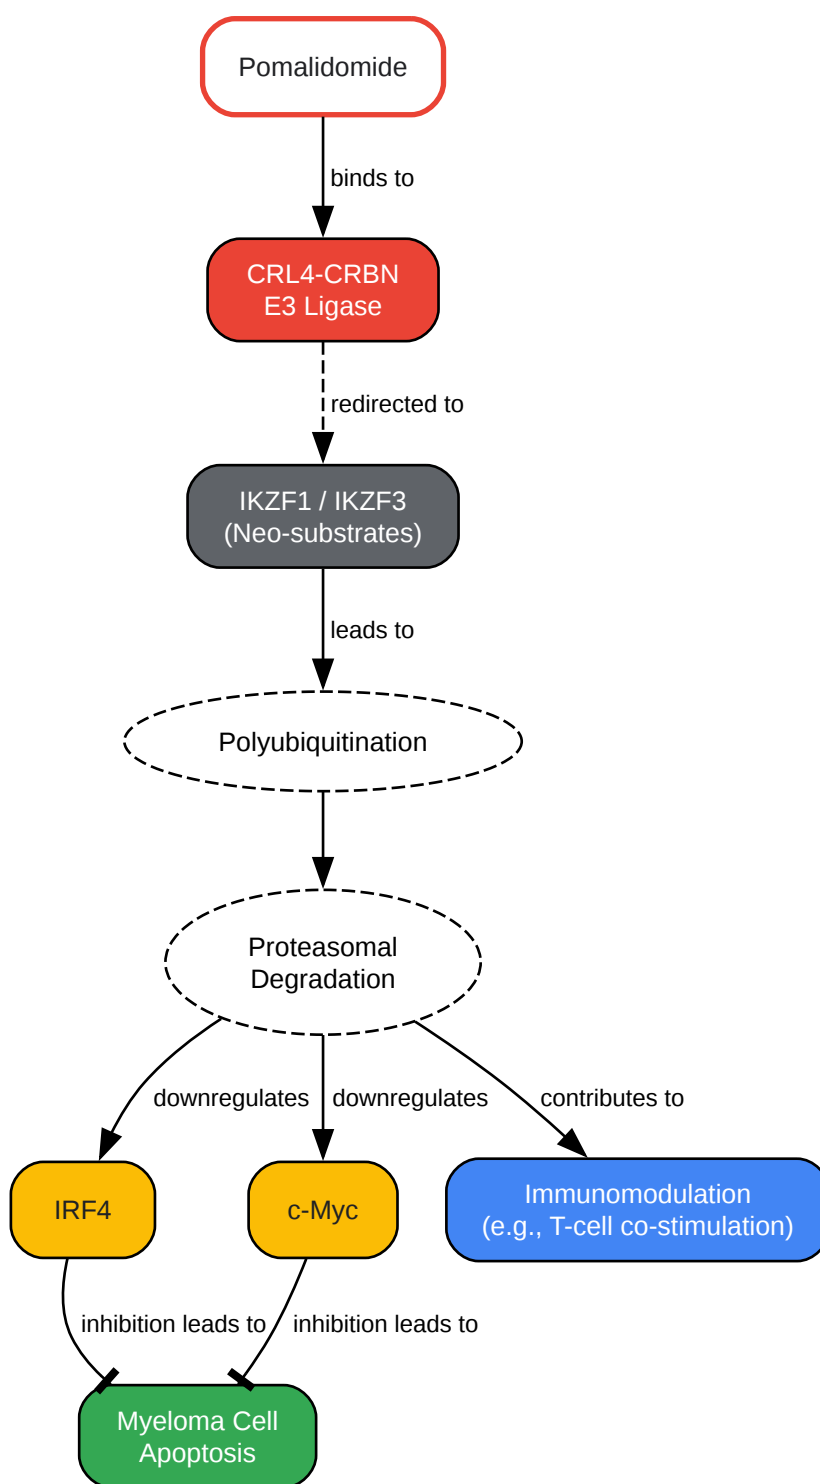 Pomalidomide
binds to
CRL4-CRBN
E3 Ligase
redirected to
IKZF1 / IKZF3
(Neo-substrates)
leads to
Polyubiquitination
Proteasomal
Degradation
downregulates
downregulates
contributes to
IRF4
c-Myc
Immunomodulation
(e.g., T-cell co-stimulation)
inhibition leads to
inhibition leads to
Myeloma Cell
Apoptosis